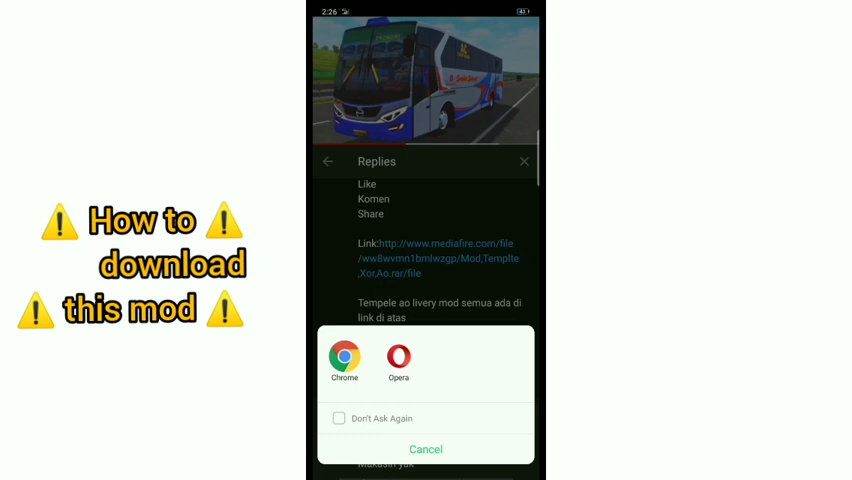 2:26
43
Replies
Like
Komen
Share
Link:http://www.mediafire.com/file
/ww8wvmn1bmlwzgp/Mod,Templte
,Xor,Ao.rar/file
Tempele ao livery mod semua ada di
link di atas
Chrome
Opera
Don't Ask Again
Cancel
Makasih yak
⚠️ How to ⚠️
download
⚠️ this mod ⚠️